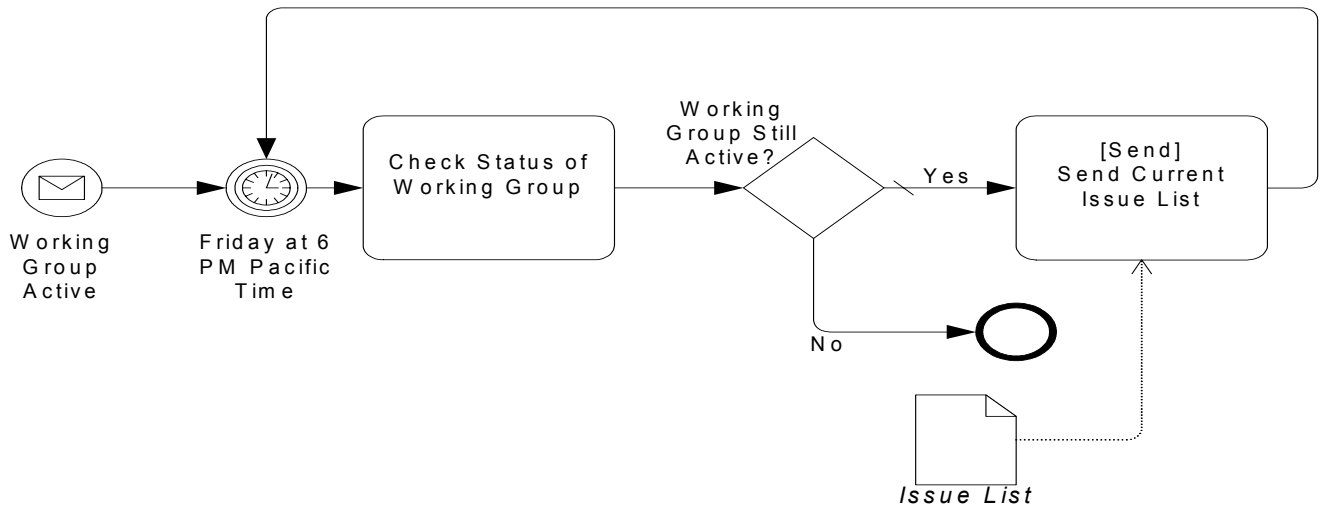 Working
Group
Active
Friday at 6
PM Pacific
Time
Check Status of
Working Group
Working
Group Still
Active?
Yes
No
[Send]
Send Current
Issue List
Issue List